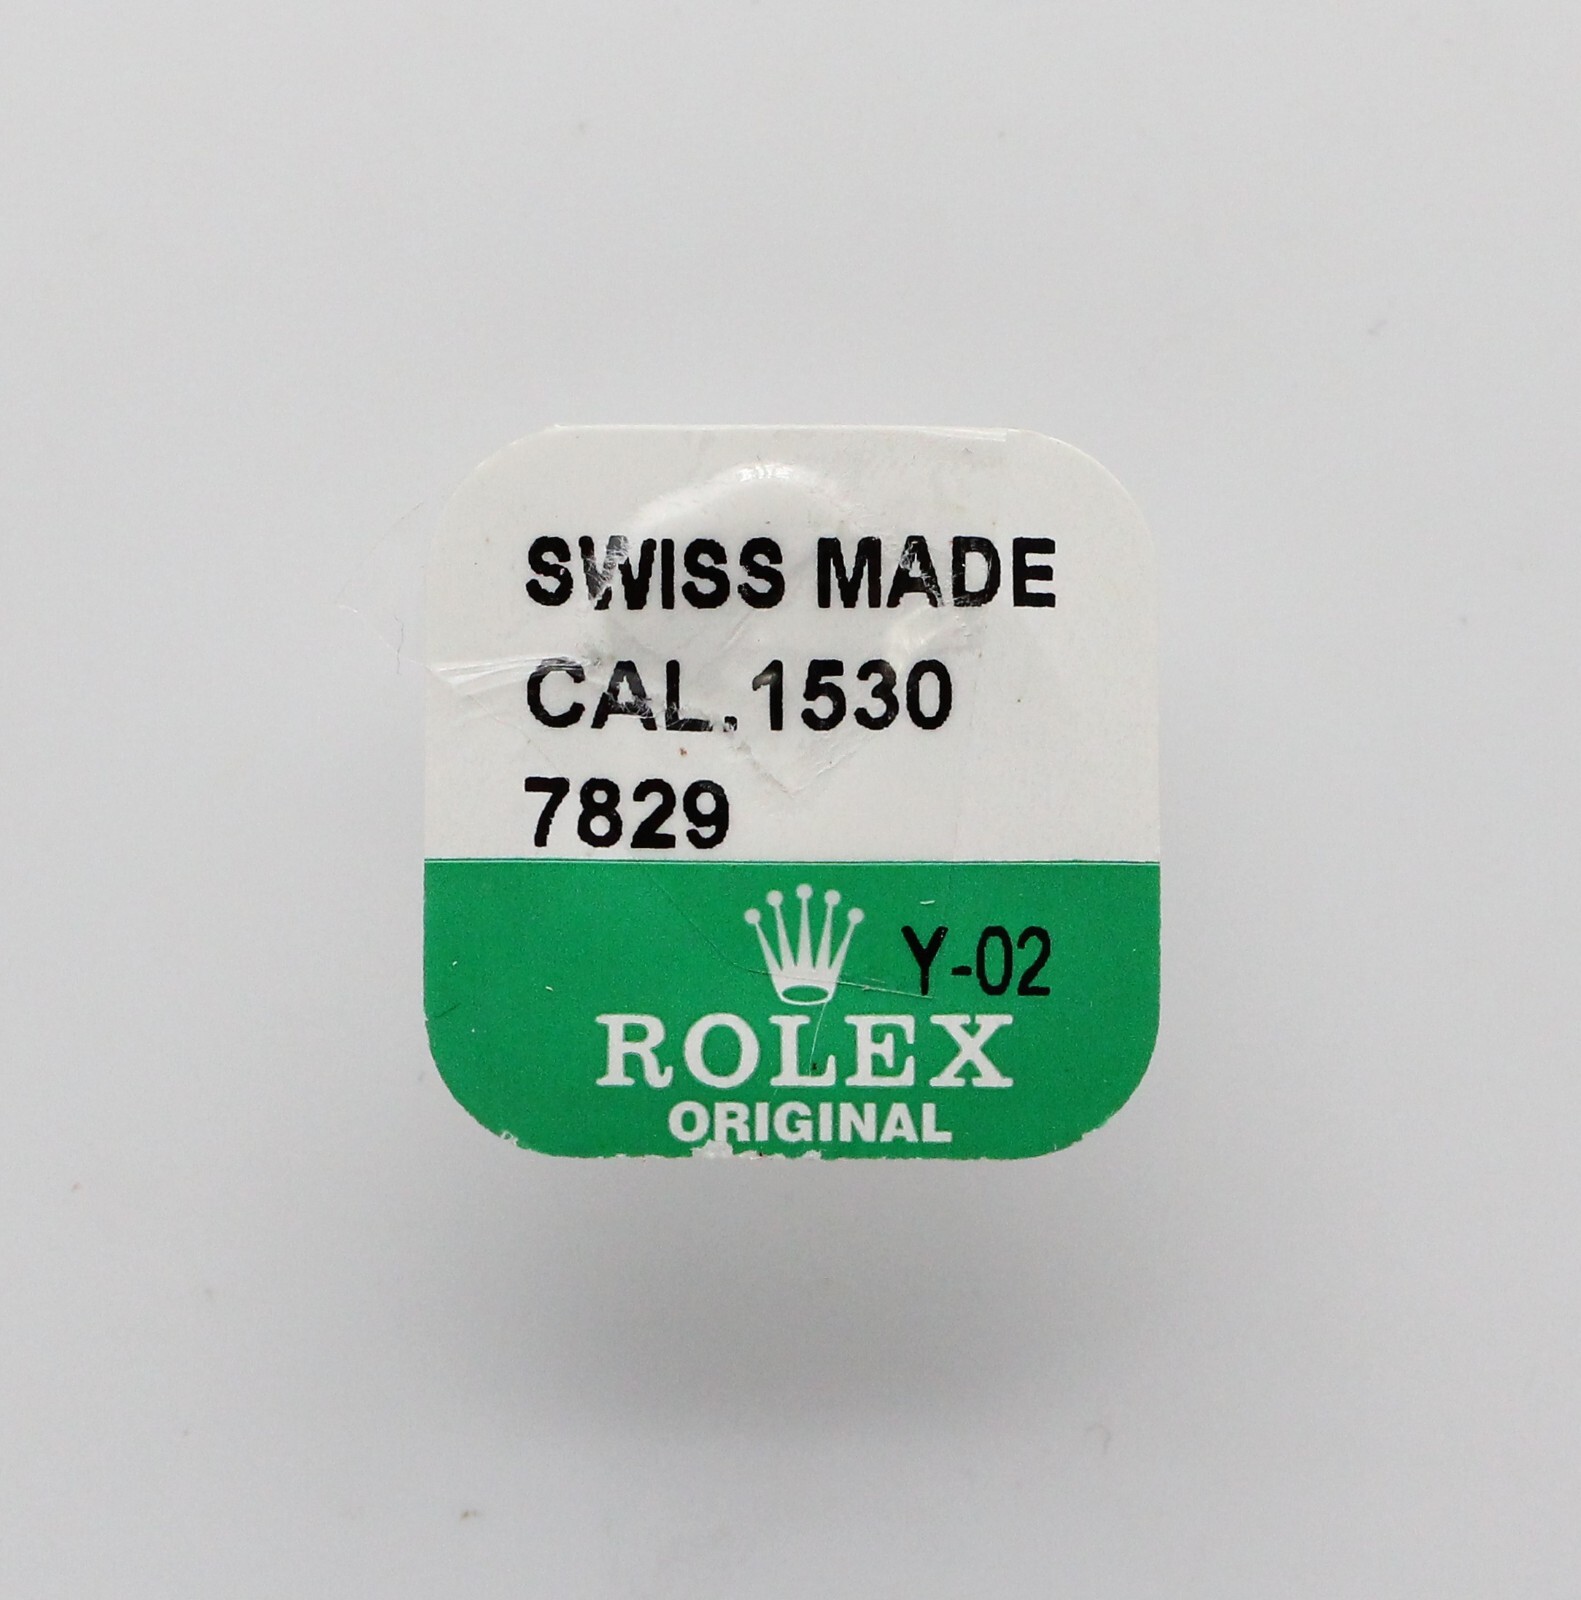 SWISS MADE
CAL.1530
7829
Y-02
ROLEX
ORIGINAL